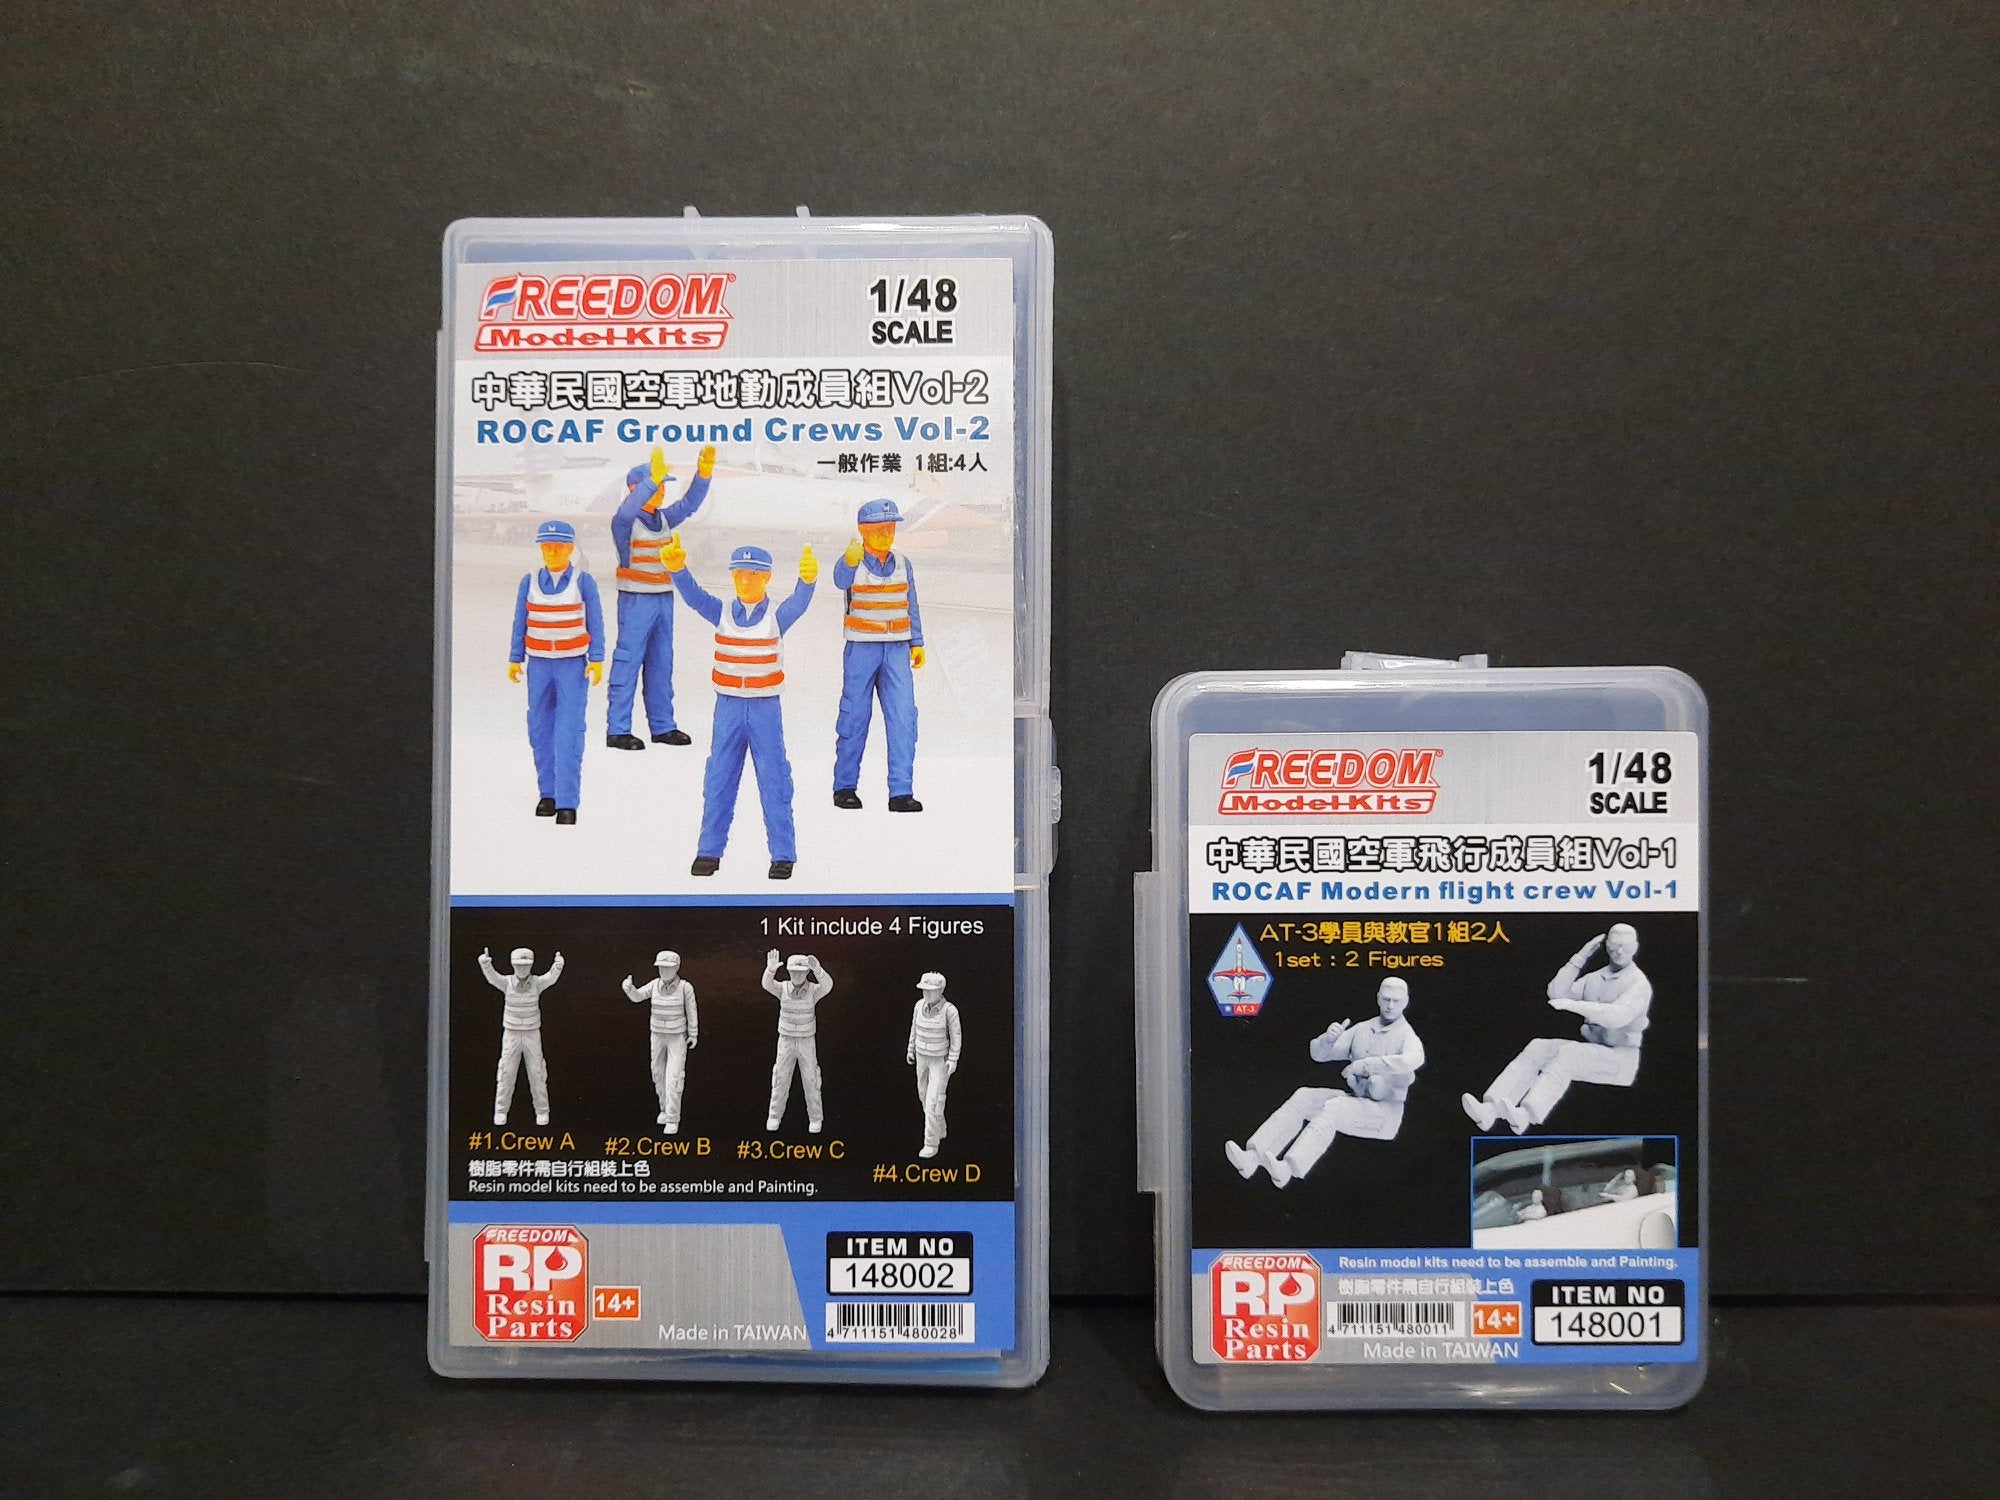 FREEDOM
Model Kits
1/48
SCALE
中華民國空軍地勤成員組Vol-2
ROCAF Ground Crews Vol-2
一般作業 1組:4人
1 Kit include 4 Figures
#1.Crew A
#2.Crew B
#3.Crew C
#4.Crew D
樹脂零件需自行組裝上色
Resin model kits need to be assemble and Painting.
FREEDOM
RP
Resin
Parts
14+
Made in TAIWAN
ITEM NO
148002
4 711151 480028
FREEDOM
Model Kits
1/48
SCALE
中華民國空軍飛行成員組Vol-1
ROCAF Modern flight crew Vol-1
AT-3學員與教官1組2人
1set : 2 Figures
AT-3
Resin model kits need to be assemble and Painting.
樹脂零件需自行組裝上色
FREEDOM
RP
Resin
Parts
4 711151 480011
14+
Made in TAIWAN
ITEM NO
148001